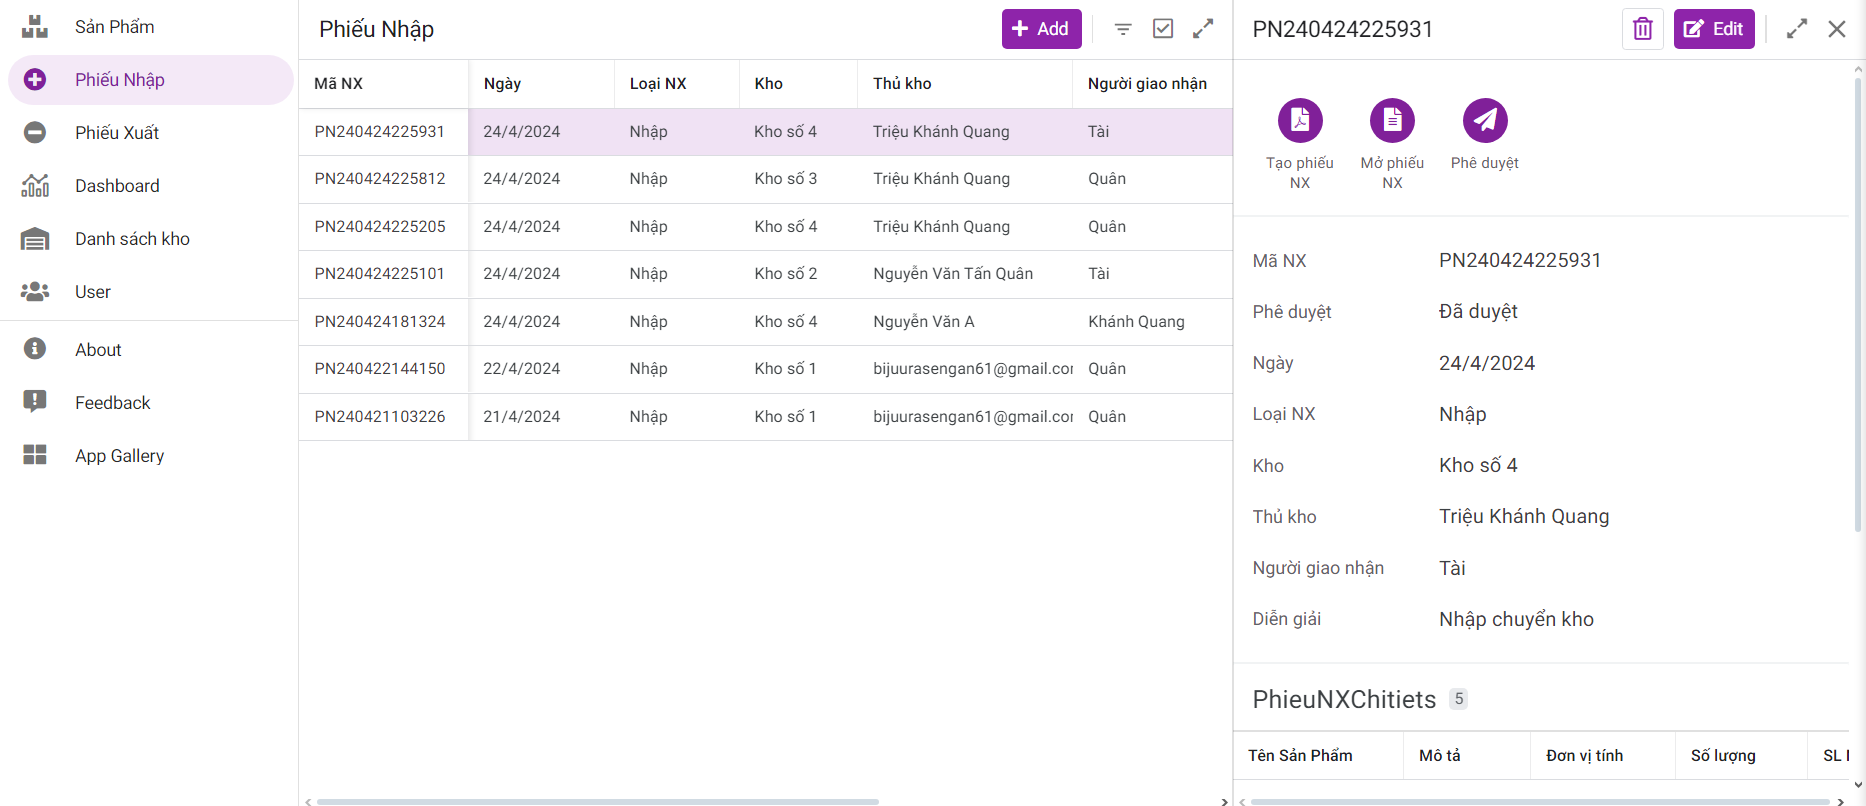 Sản Phẩm
Phiếu Nhập
Phiếu Xuất
Dashboard
Danh sách kho
User
About
Feedback
App Gallery
Phiếu Nhập
Add
Mã NX Ngày Loại NX Kho Thủ kho Người giao nhận
PN240424225931 24/4/2024 Nhập Kho số 4 Triệu Khánh Quang Tài
PN240424225812 24/4/2024 Nhập Kho số 3 Triệu Khánh Quang Quân
PN240424225205 24/4/2024 Nhập Kho số 4 Triệu Khánh Quang Quân
PN240424225101 24/4/2024 Nhập Kho số 2 Nguyễn Văn Tấn Quân Tài
PN240424181324 24/4/2024 Nhập Kho số 4 Nguyễn Văn A Khánh Quang
PN240422144150 22/4/2024 Nhập Kho số 1 bijuurasengan61@gmail.cor Quân
PN240421103226 21/4/2024 Nhập Kho số 1 bijuurasengan61@gmail.cor Quân
PN240424225931
Edit
Tạo phiếu NX
Mở phiếu NX
Phê duyệt
Mã NX PN240424225931
Phê duyệt Đã duyệt
Ngày 24/4/2024
Loại NX Nhập
Kho Kho số 4
Thủ kho Triệu Khánh Quang
Người giao nhận Tài
Diễn giải Nhập chuyển kho
PhieuNXChitiets 5
Tên Sản Phẩm Mô tả Đơn vị tính Số lượng SL